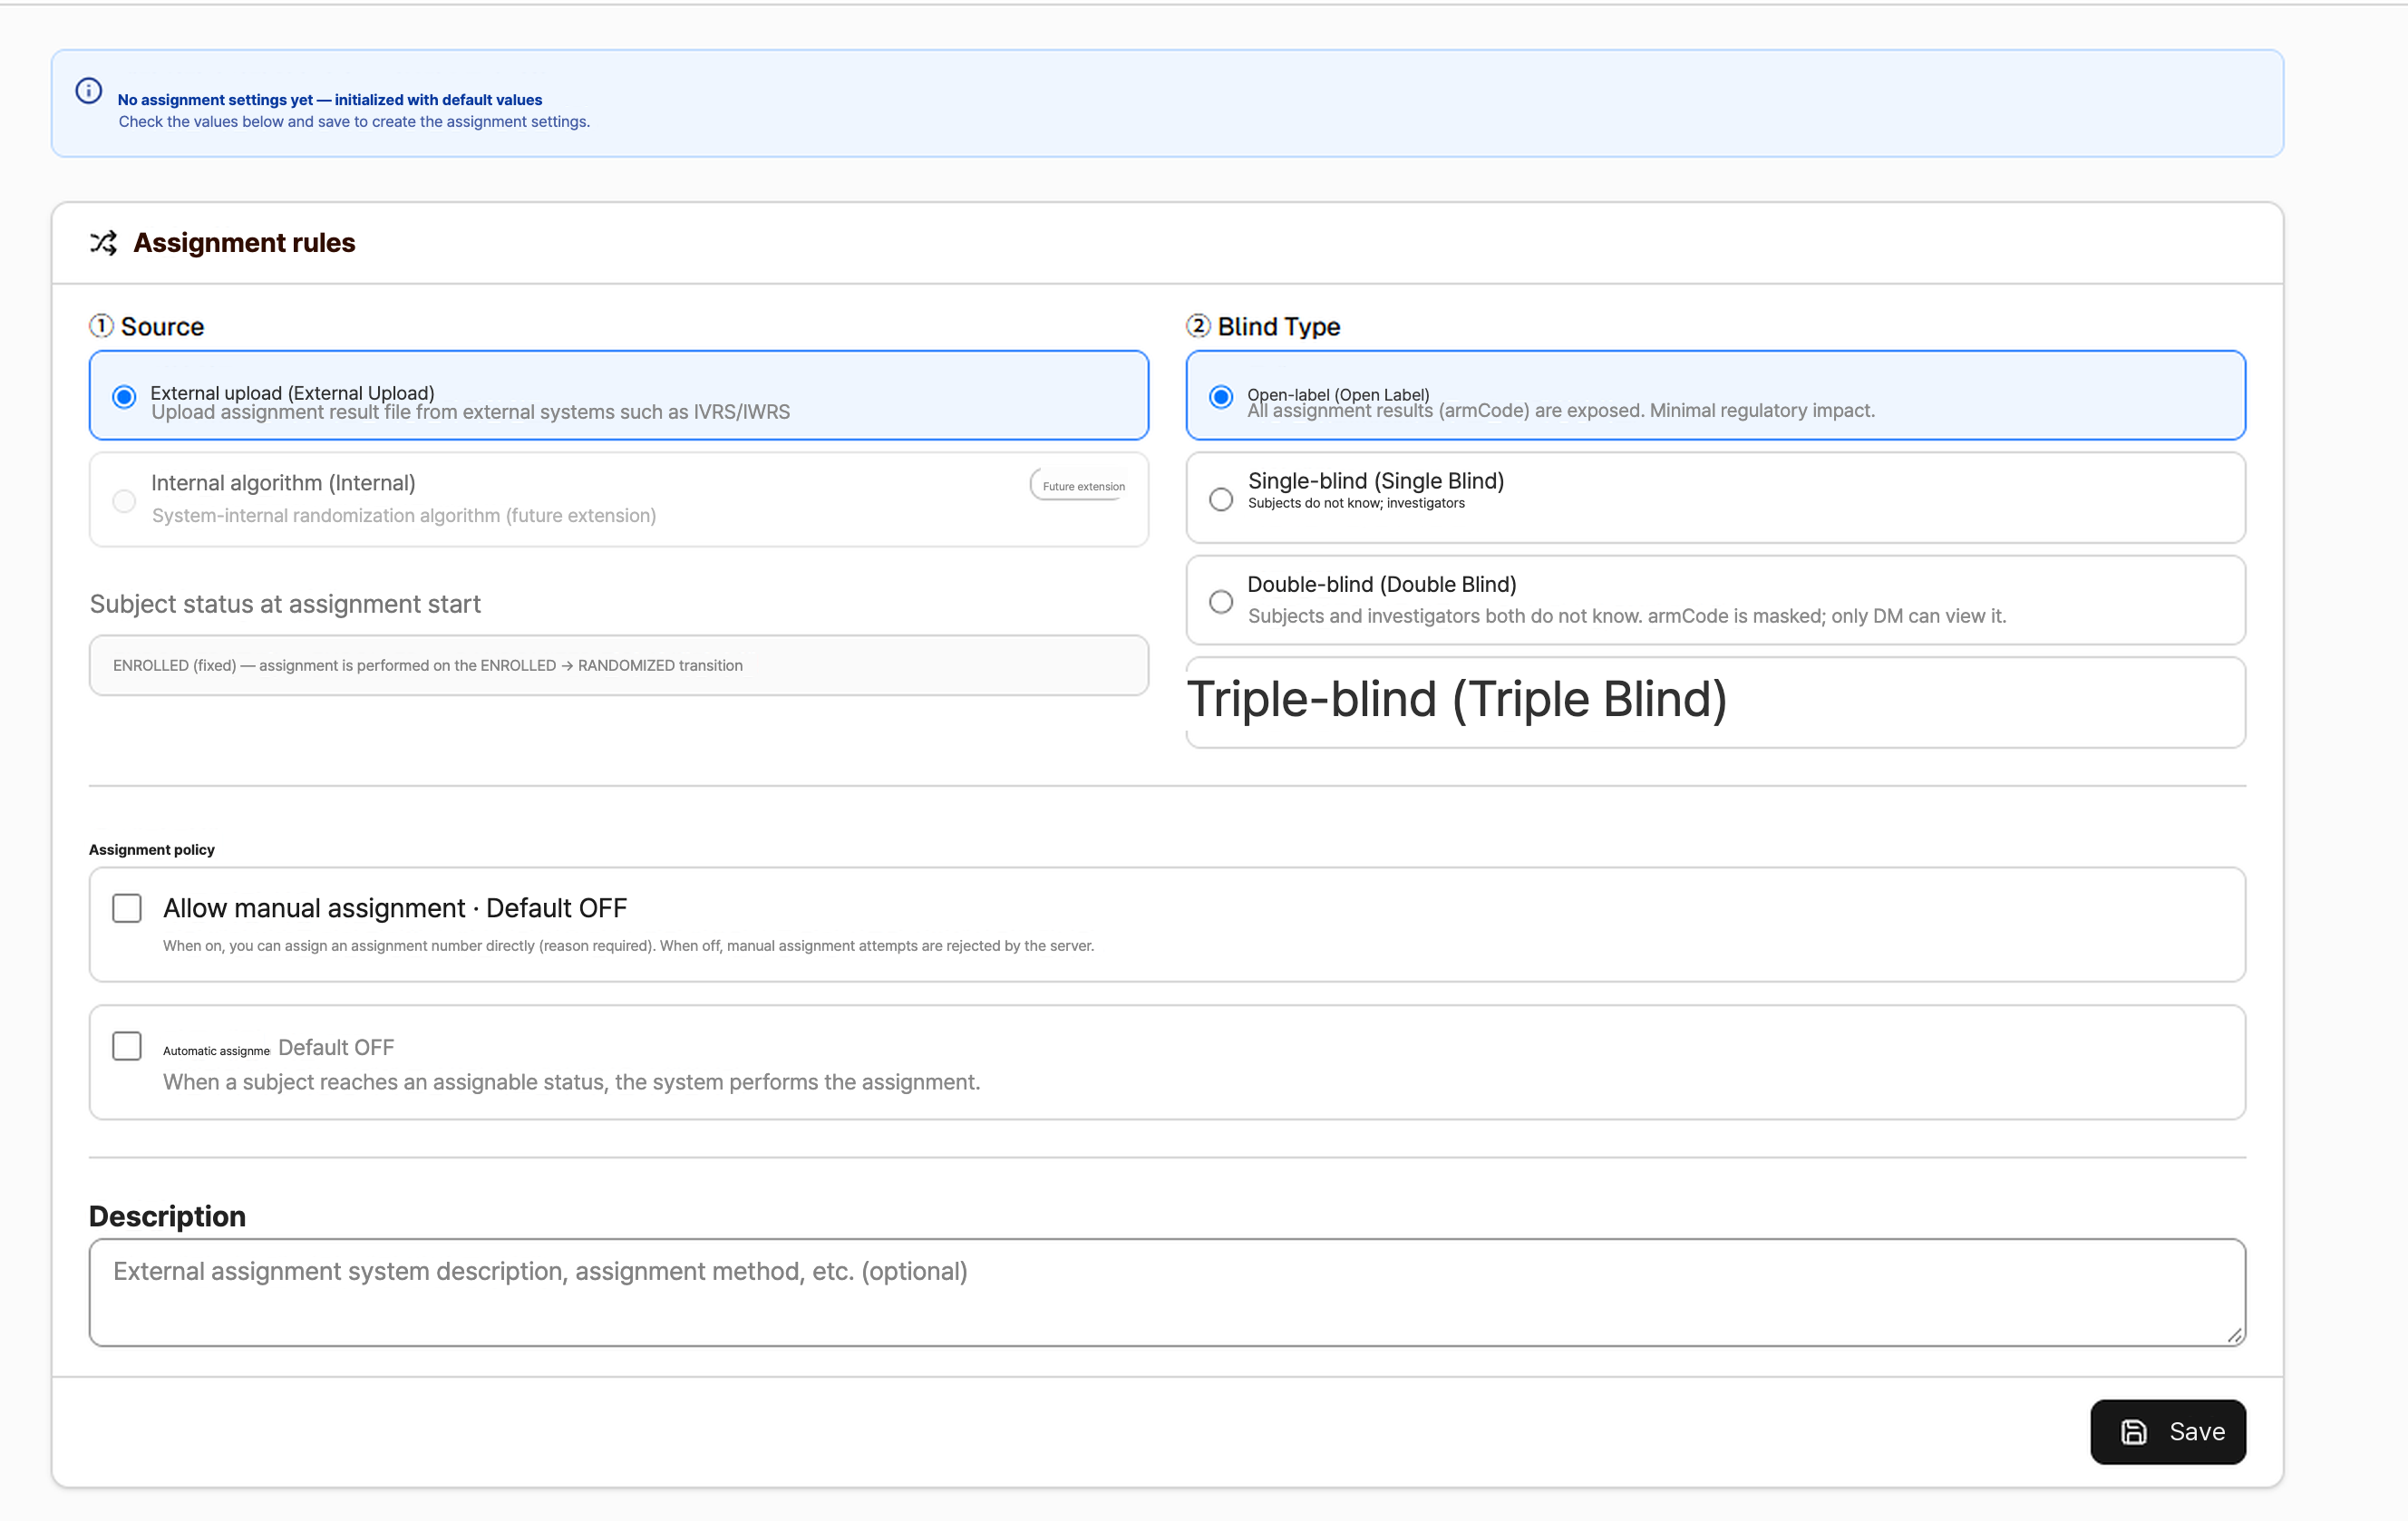 No assignment settings yet — initialized with default values
Check the values below and save to create the assignment settings.
Assignment rules
① Source
External upload (External Upload)
Upload assignment result file from external systems such as IVRS/IWRS
Internal algorithm (Internal)
Future extension
System-internal randomization algorithm (future extension)
Subject status at assignment start
ENROLLED (fixed) — assignment is performed on the ENROLLED → RANDOMIZED transition
② Blind Type
Open-label (Open Label)
All assignment results (armCode) are exposed. Minimal regulatory impact.
Single-blind (Single Blind)
Subjects do not know; investigators
Double-blind (Double Blind)
Subjects and investigators both do not know. armCode is masked; only DM can view it.
Triple-blind (Triple Blind)
Assignment policy
Allow manual assignment · Default OFF
When on, you can assign an assignment number directly (reason required). When off, manual assignment attempts are rejected by the server.
Automatic assignme Default OFF
When a subject reaches an assignable status, the system performs the assignment.
Description
External assignment system description, assignment method, etc. (optional)
Save